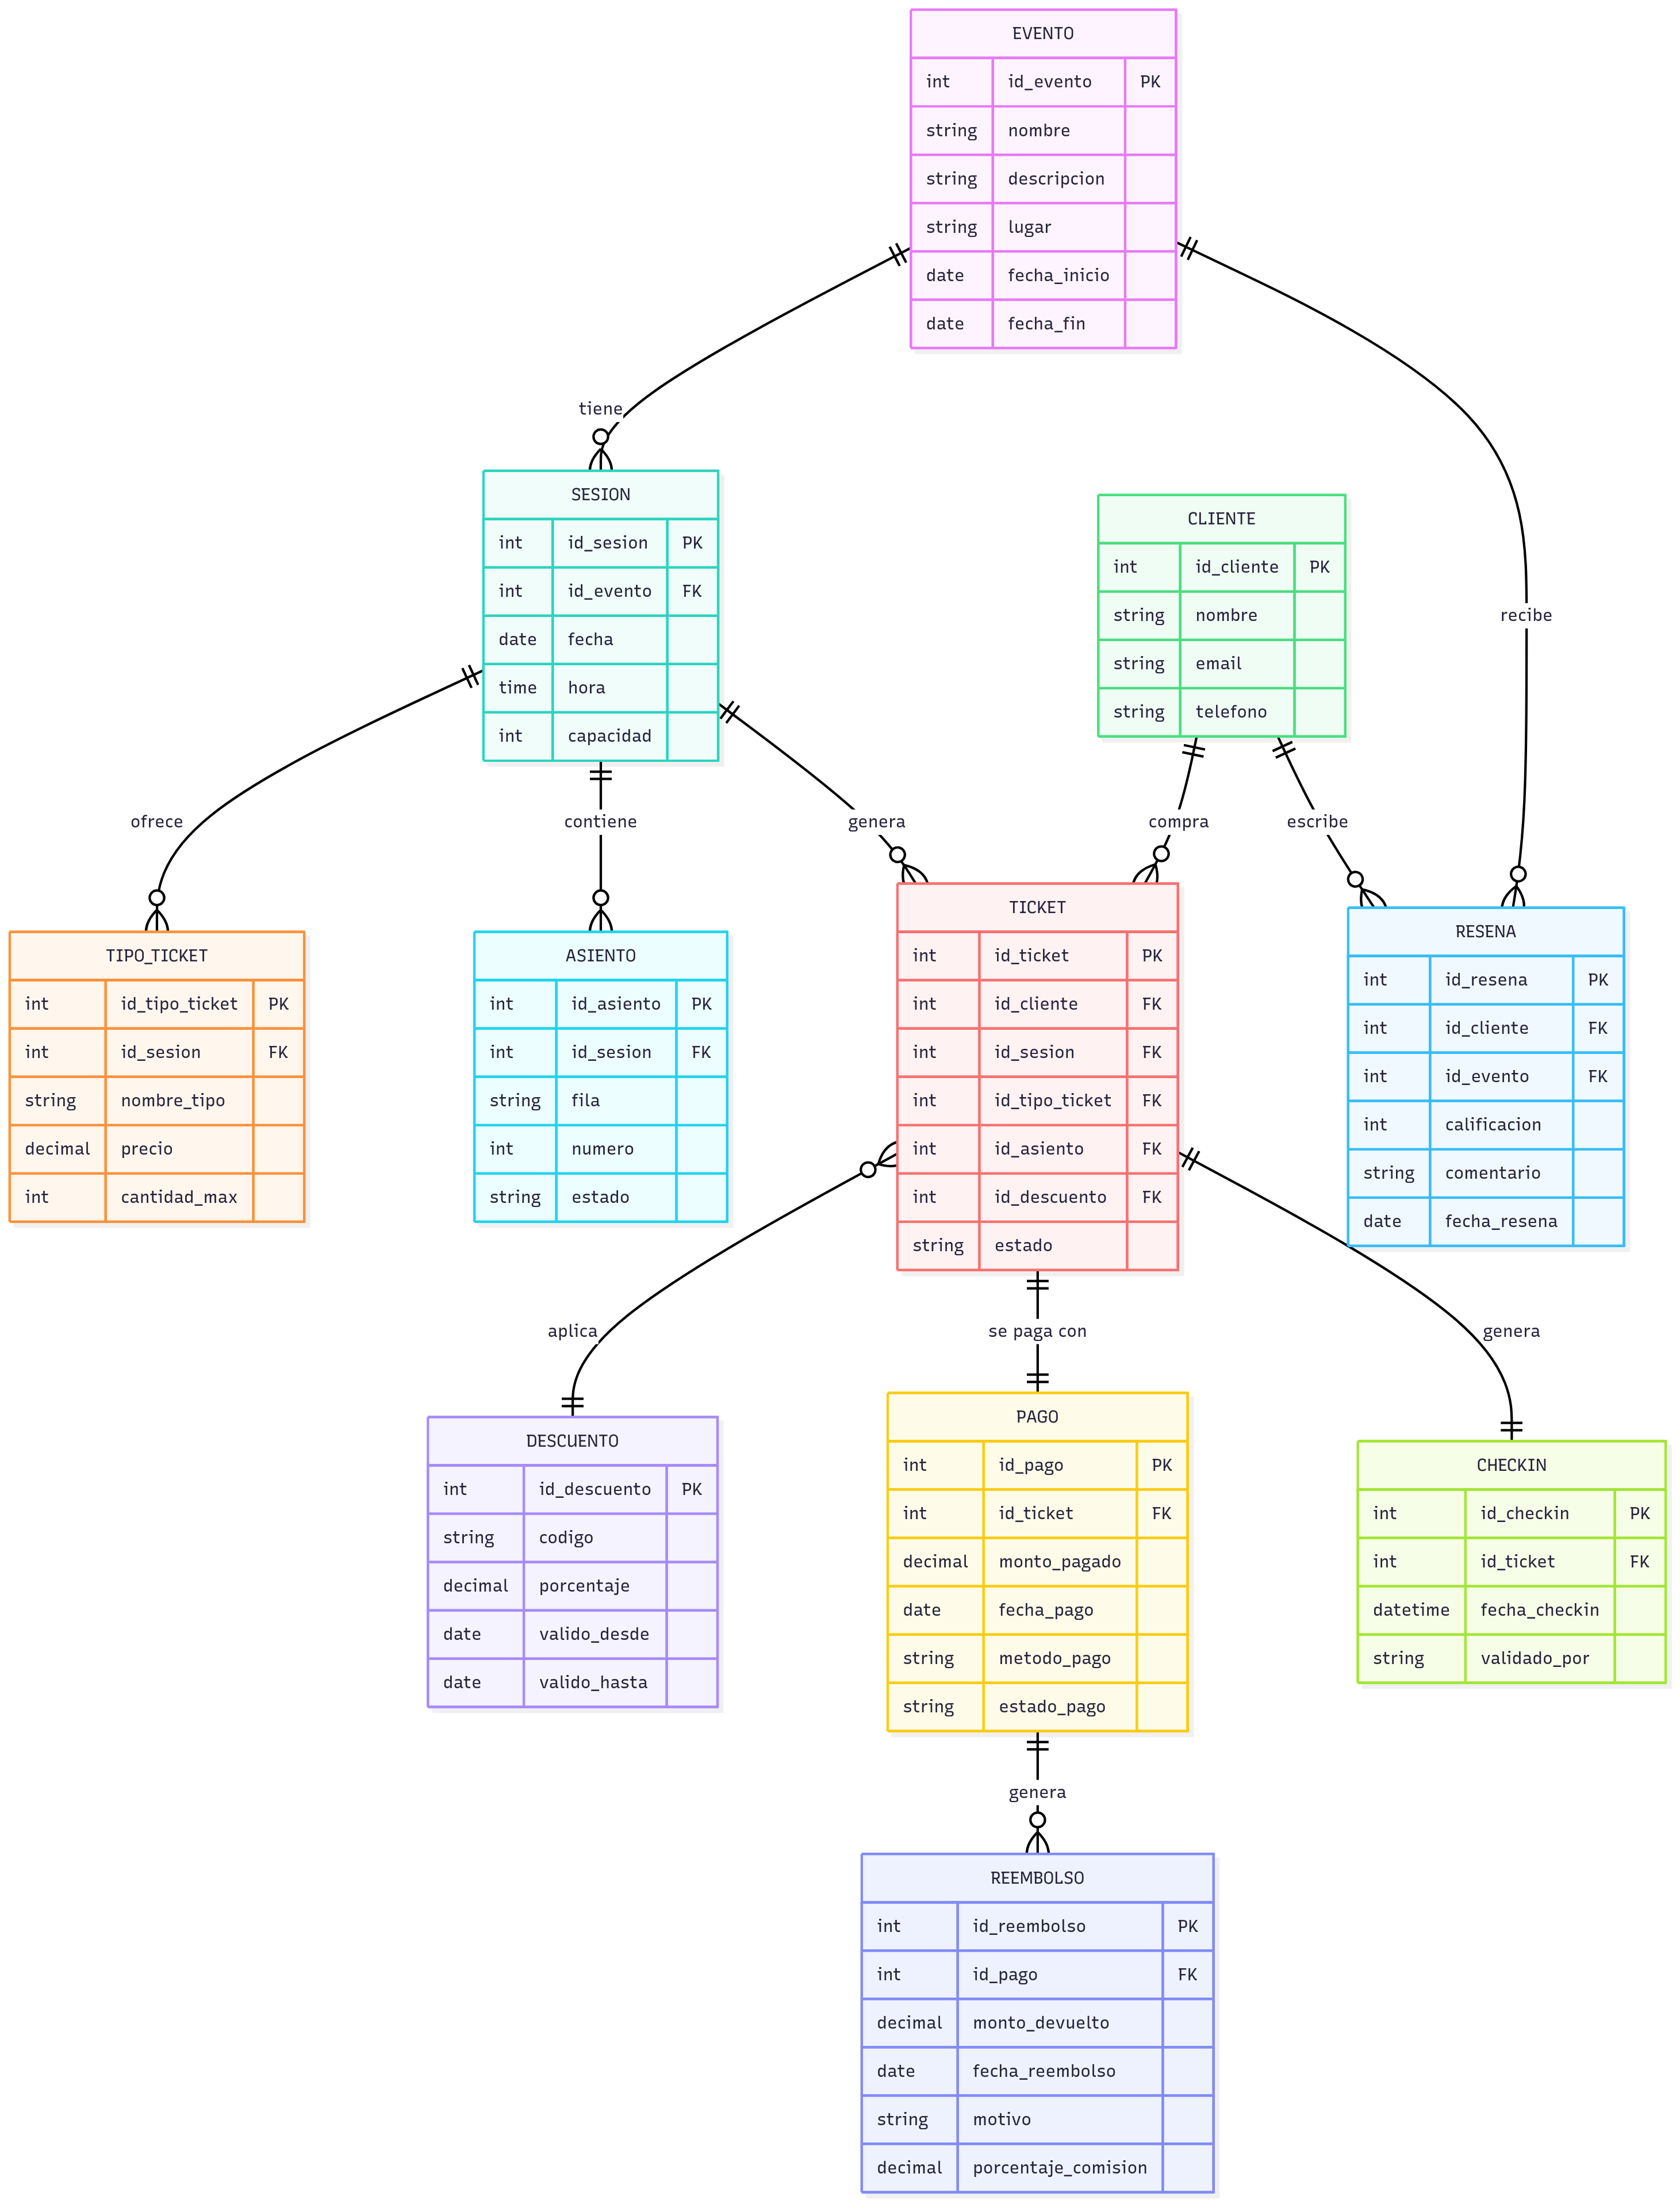 EVENTO
int id_evento PK
string nombre
string descripcion
string lugar
date fecha_inicio
date fecha_fin
tiene
SESION
int id_sesion PK
int id_evento FK
date fecha
time hora
int capacidad
CLIENTE
int id_cliente PK
string nombre
string email
string telefono
recibe
ofrece
contiene
genera
compra
escribe
TIPO_TICKET
int id_tipo_ticket PK
int id_sesion FK
string nombre_tipo
decimal precio
int cantidad_max
ASIENTO
int id_asiento PK
int id_sesion FK
string fila
int numero
string estado
TICKET
int id_ticket PK
int id_cliente FK
int id_sesion FK
int id_tipo_ticket FK
int id_asiento FK
int id_descuento FK
string estado
RESENA
int id_resena PK
int id_cliente FK
int id_evento FK
int calificacion
string comentario
date fecha_resena
aplica
se paga con
genera
DESCUENTO
int id_descuento PK
string codigo
decimal porcentaje
date valido_desde
date valido_hasta
PAGO
int id_pago PK
int id_ticket FK
decimal monto_pagado
date fecha_pago
string metodo_pago
string estado_pago
CHECKIN
int id_checkin PK
int id_ticket FK
datetime fecha_checkin
string validado_por
genera
REEMBOLSO
int id_reembolso PK
int id_pago FK
decimal monto_devuelto
date fecha_reembolso
string motivo
decimal porcentaje_comision